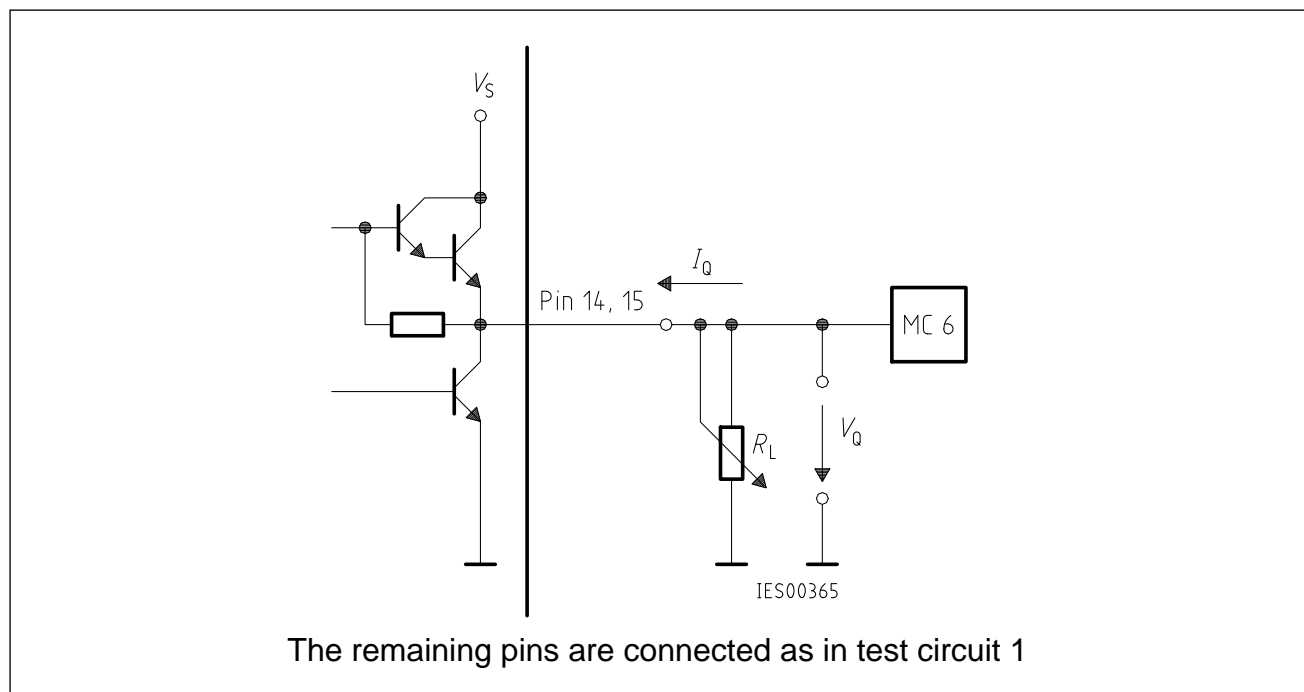 VS
IQ
Pin 14, 15
MC 6
RL
VQ
IES00365
The remaining pins are connected as in test circuit 1